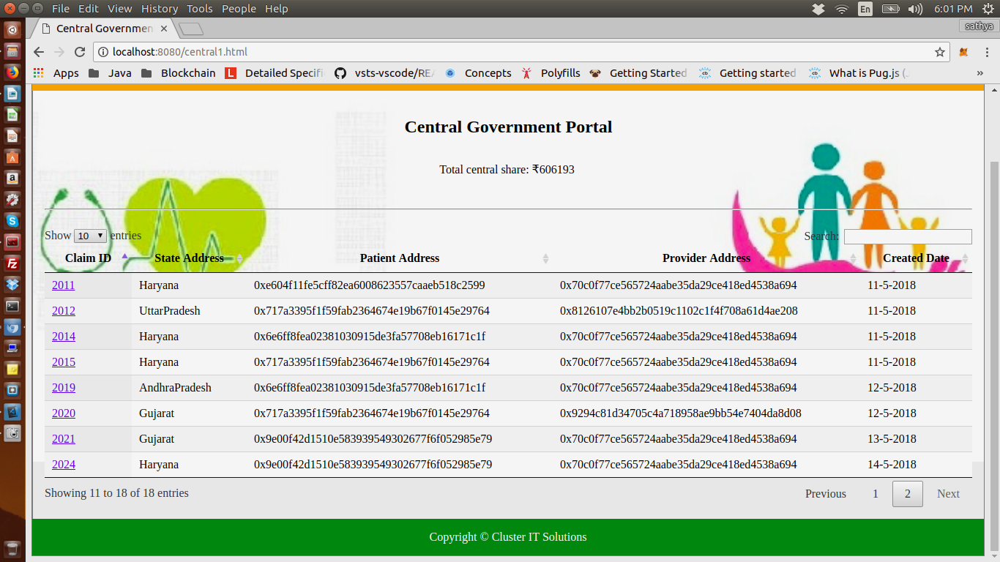 File Edit View History Tools People Help En 6:01 PM
Central Governmen sathya
localhost:8080/central1.html
Apps Java Blockchain Detailed Specifi vsts-vscode/REA Concepts Polyfills Getting Started Getting started What is Pug.js ( »
Central Government Portal
Total central share: ₹606193
Show 10 entries Search:
Claim ID State Address Patient Address Provider Address Created Date
2011 Haryana 0xe604f11fe5cff82ea6008623557caaeb518c2599 0x70c0f77ce565724aabe35da29ce418ed4538a694 11-5-2018
2012 UttarPradesh 0x717a3395f1f59fab2364674e19b67f0145e29764 0x8126107e4bb2b0519c1102c1f4f708a61d4ae208 11-5-2018
2014 Haryana 0x6e6ff8fea02381030915de3fa57708eb16171c1f 0x70c0f77ce565724aabe35da29ce418ed4538a694 11-5-2018
2015 Haryana 0x717a3395f1f59fab2364674e19b67f0145e29764 0x70c0f77ce565724aabe35da29ce418ed4538a694 11-5-2018
2019 AndhraPradesh 0x6e6ff8fea02381030915de3fa57708eb16171c1f 0x70c0f77ce565724aabe35da29ce418ed4538a694 12-5-2018
2020 Gujarat 0x717a3395f1f59fab2364674e19b67f0145e29764 0x9294c81d34705c4a718958ae9bb54e7404da8d08 12-5-2018
2021 Gujarat 0x9e00f42d1510e583939549302677f6f052985e79 0x70c0f77ce565724aabe35da29ce418ed4538a694 13-5-2018
2024 Haryana 0x9e00f42d1510e583939549302677f6f052985e79 0x70c0f77ce565724aabe35da29ce418ed4538a694 14-5-2018
Showing 11 to 18 of 18 entries Previous 1 2 Next
Copyright © Cluster IT Solutions